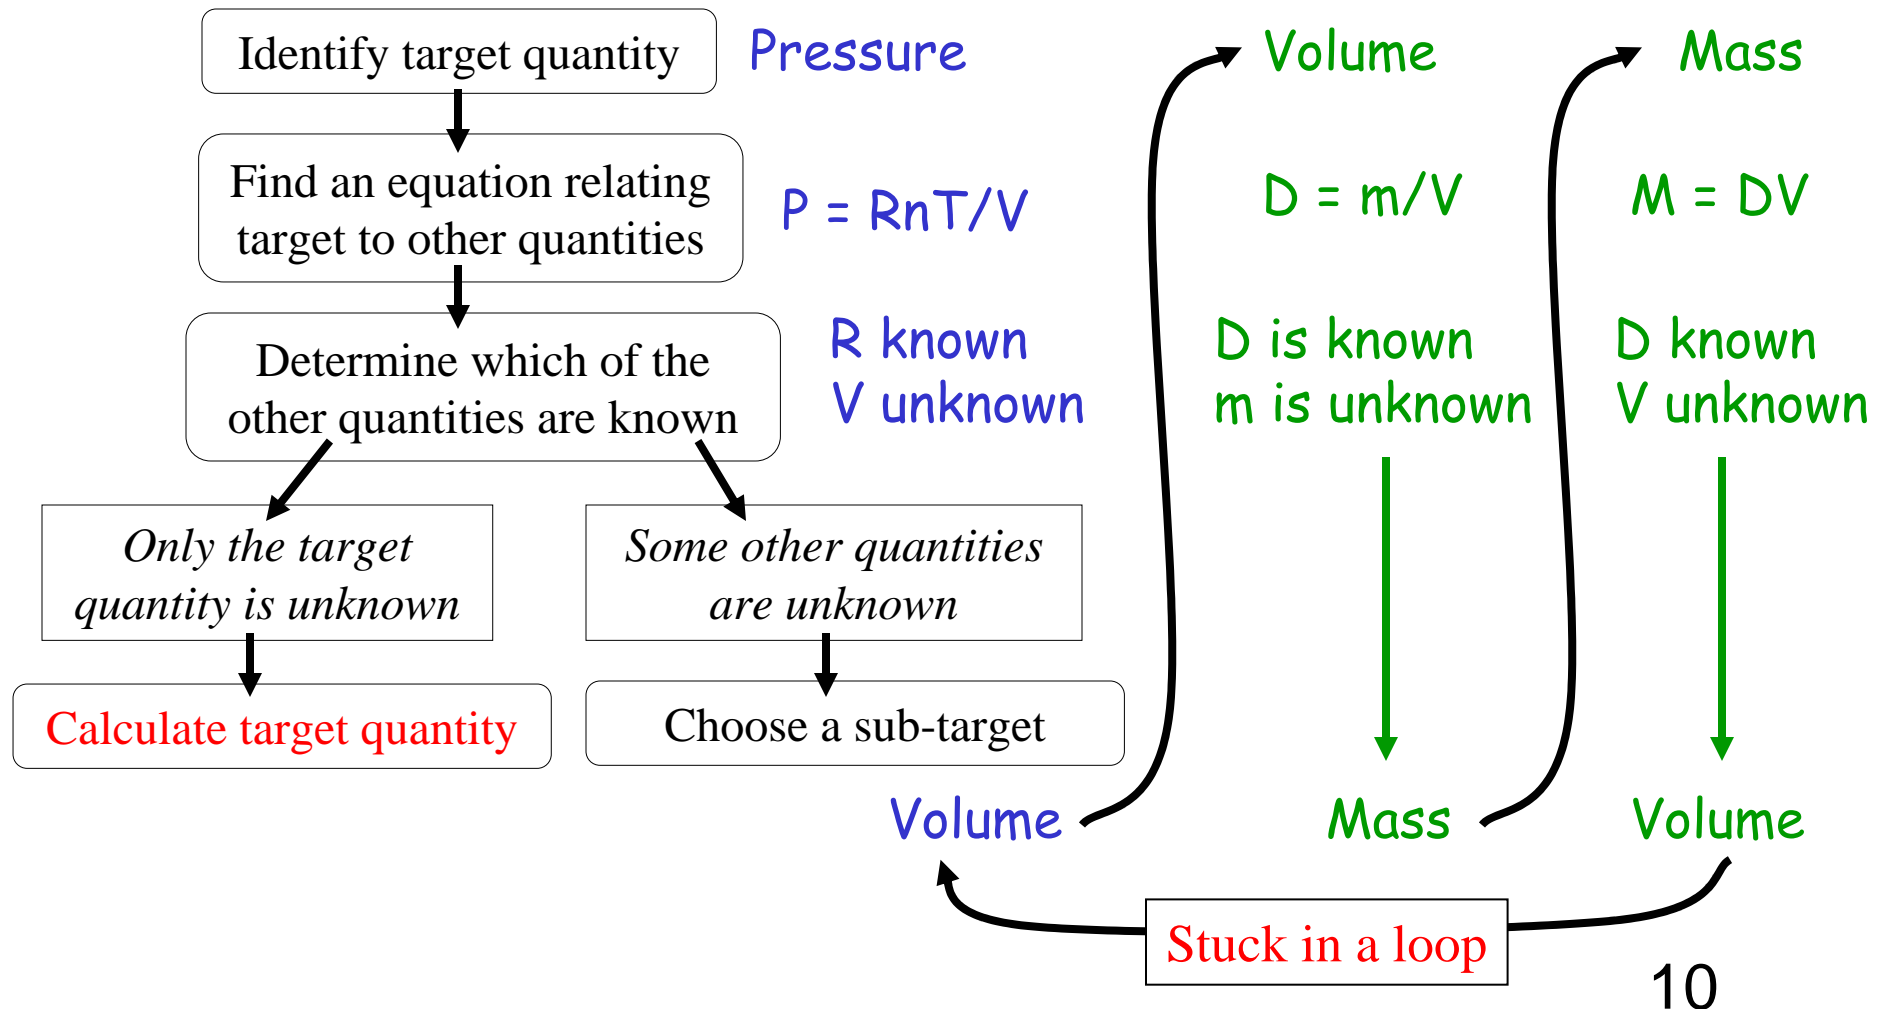 Identify target quantity
Pressure
Volume
Mass
Find an equation relating
target to other quantities
P = RnT/V
D = m/V
M = DV
Determine which of the
other quantities are known
R known
V unknown
D is known
m is unknown
D known
V unknown
Only the target
quantity is unknown
Some other quantities
are unknown
Calculate target quantity
Choose a sub-target
Volume
Mass
Volume
Stuck in a loop
10